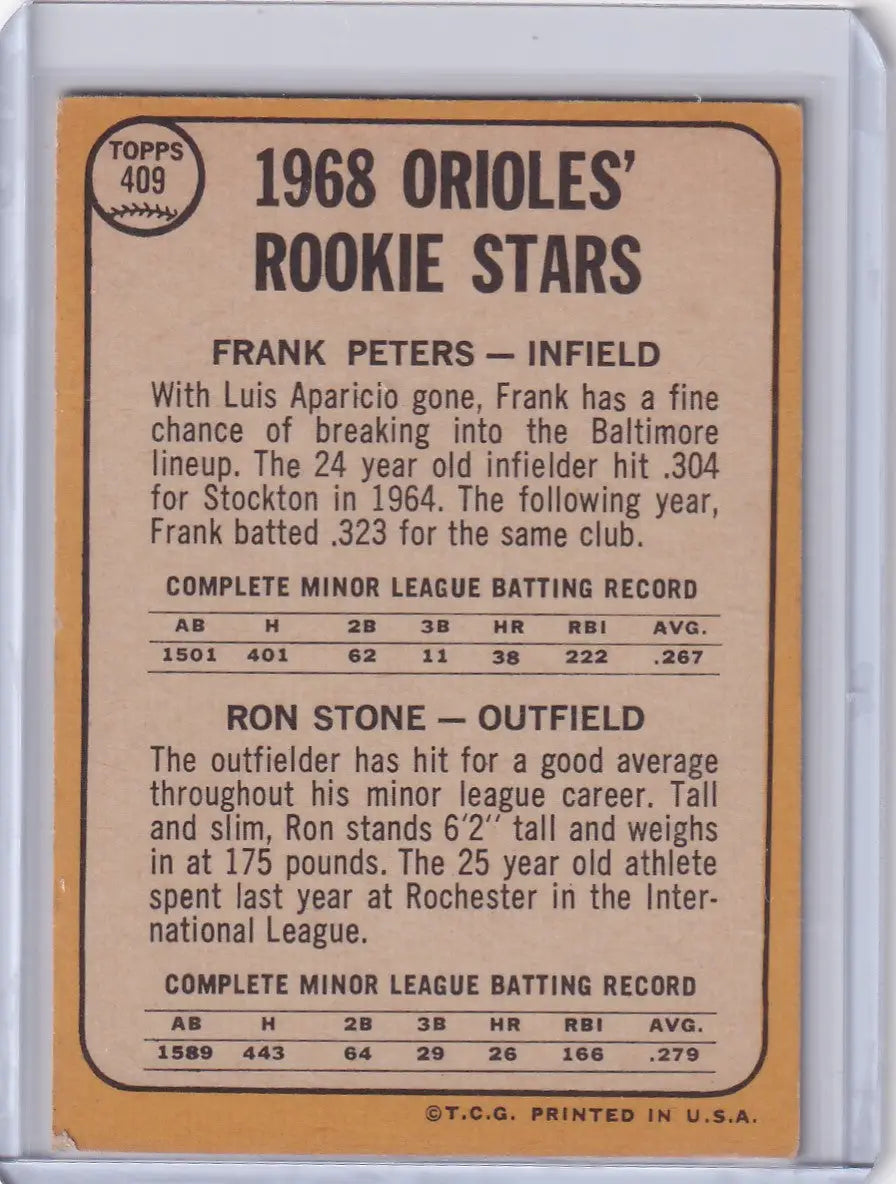 TOPPS
409
1968 ORIOLES'
ROOKIE STARS
FRANK PETERS — INFIELD
With Luis Aparicio gone, Frank has a fine
chance of breaking into the Baltimore
lineup. The 24 year old infielder hit .304
for Stockton in 1964. The following year,
Frank batted .323 for the same club.
COMPLETE MINOR LEAGUE BATTING RECORD
AB H 2B 3B HR RBI AVG.
1501 401 62 11 38 222 .267
RON STONE — OUTFIELD
The outfielder has hit for a good average
throughout his minor league career. Tall
and slim, Ron stands 6'2'' tall and weighs
in at 175 pounds. The 25 year old athlete
spent last year at Rochester in the Inter-
national League.
COMPLETE MINOR LEAGUE BATTING RECORD
AB H 2B 3B HR RBI AVG.
1589 443 64 29 26 166 .279
©T.C.G. PRINTED IN U.S.A.